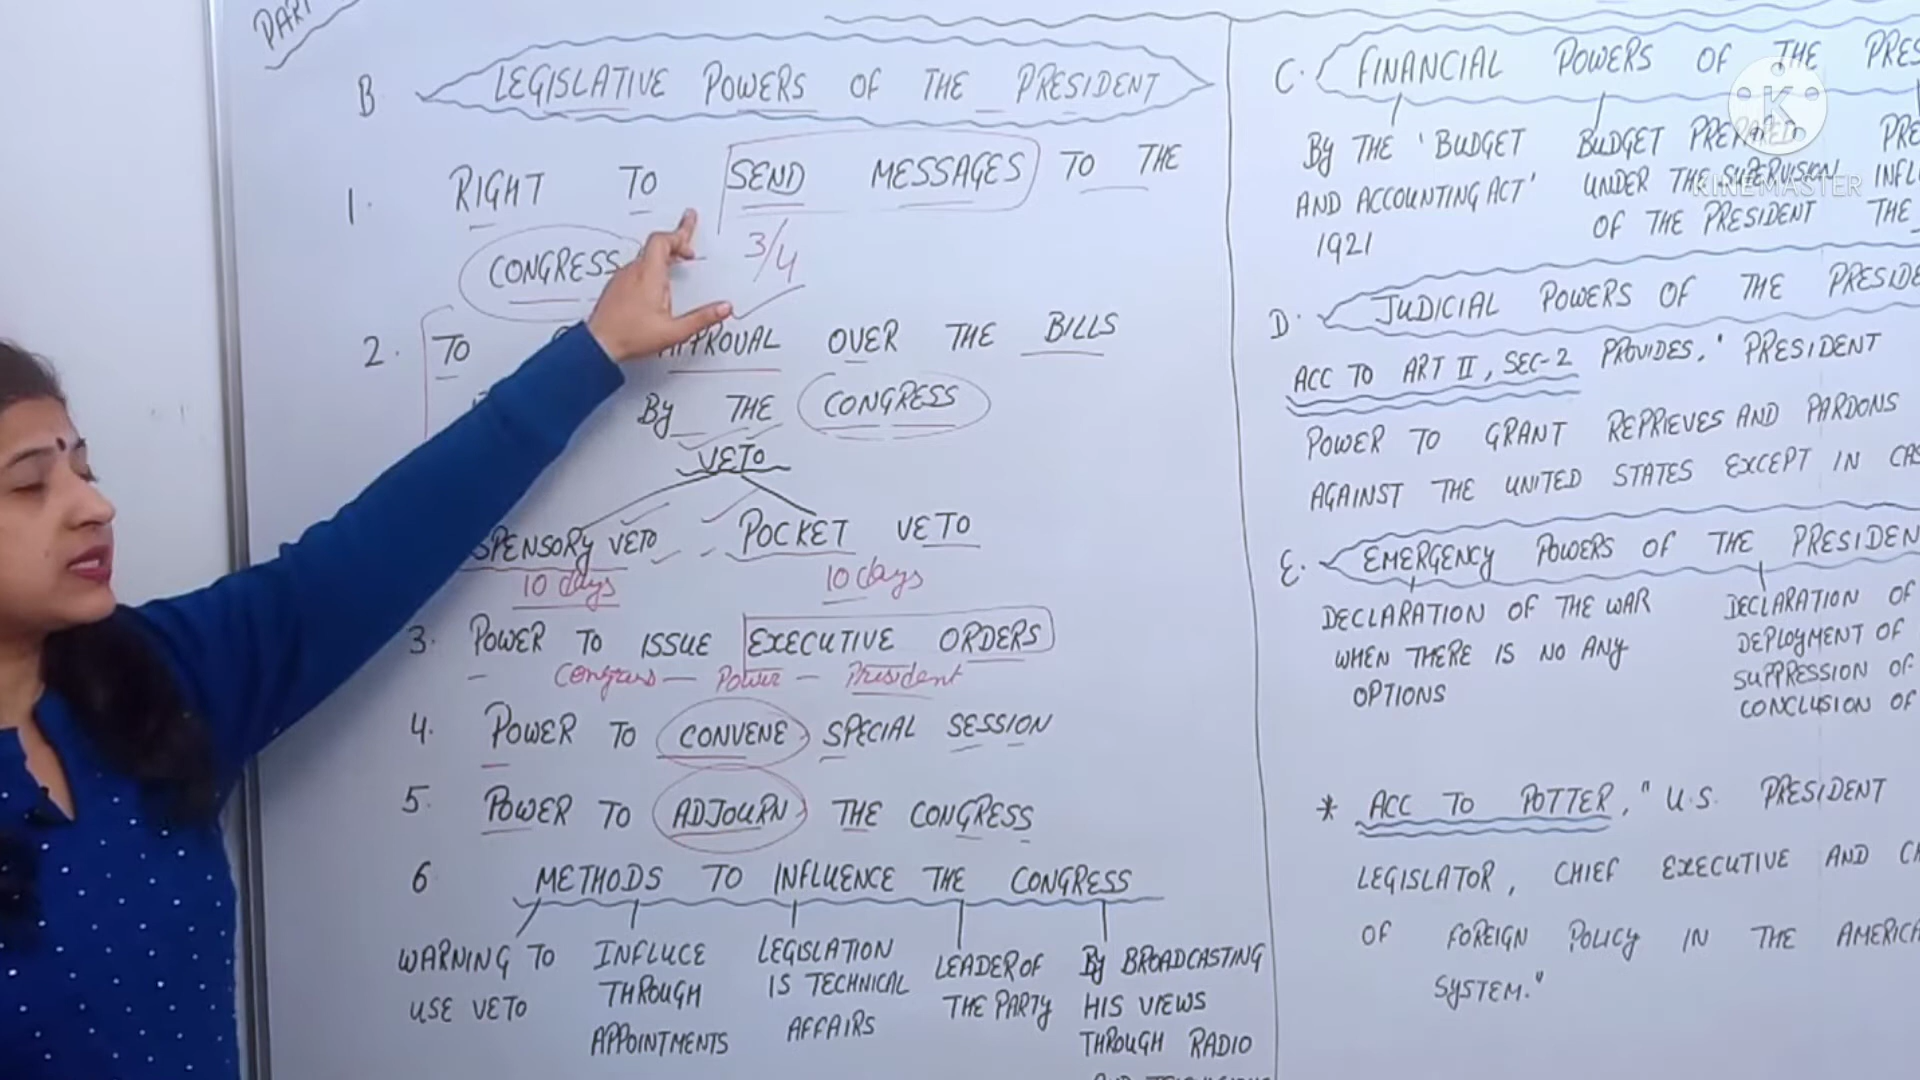 PART
B LEGISLATIVE POWERS OF THE PRESIDENT
1. RIGHT TO SEND MESSAGES TO THE
CONGRESS 3/4
2. TO APPROVAL OVER THE BILLS
BY THE CONGRESS
VETO
SPENSORY VETO POCKET VETO
10 days 10 days
3. POWER TO ISSUE EXECUTIVE ORDERS
Congress — Power — President
4. POWER TO CONVENE SPECIAL SESSION
5. POWER TO ADJOURN THE CONGRESS
6 METHODS TO INFLUENCE THE CONGRESS
WARNING TO
USE VETO
INFLUCE
THROUGH
APPOINTMENTS
LEGISLATION
IS TECHNICAL
AFFAIRS
LEADER OF
THE PARTY
By BROADCASTING
HIS VIEWS
THROUGH RADIO
C. FINANCIAL POWERS OF THE PRES
BY THE 'BUDGET
AND ACCOUNTING ACT'
1921
BUDGET PREPARED
UNDER THE SUPERVISION
OF THE PRESIDENT
PRE
INFL
THE
K
KINEMASTER
D. JUDICIAL POWERS OF THE PRESIDE
ACC TO ART II, SEC-2 PROVIDES, ' PRESIDENT
POWER TO GRANT REPRIEVES AND PARDONS
AGAINST THE UNITED STATES EXCEPT IN CAS
E. EMERGENCY POWERS OF THE PRESIDEN
DECLARATION OF THE WAR
WHEN THERE IS NO ANY
OPTIONS
DECLARATION OF
DEPLOYMENT OF
SUPPRESSION OF
CONCLUSION OF
* ACC TO POTTER, " U.S. PRESIDENT
LEGISLATOR, CHIEF EXECUTIVE AND CH
OF FOREIGN POLICY IN THE AMERICA
SYSTEM."